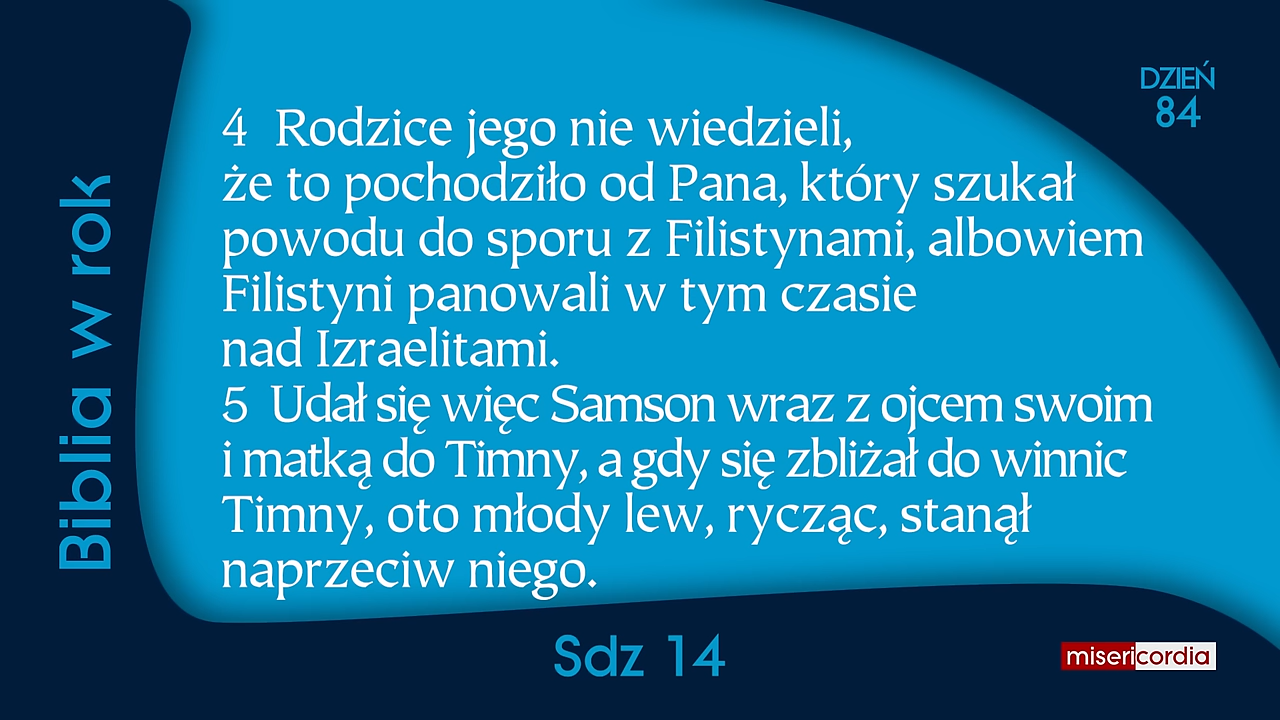 DZIEŃ
84
4 Rodzice jego nie wiedzieli,
że to pochodziło od Pana, który szukał
powodu do sporu z Filistynami, albowiem
Filistyni panowali w tym czasie
nad Izraelitami.
5 Udał się więc Samson wraz z ojcem swoim
i matką do Timny, a gdy się zbliżał do winnic
Timny, oto młody lew, rycząc, stanął
naprzeciw niego.
Biblia w rok
Sdz 14
misericordia